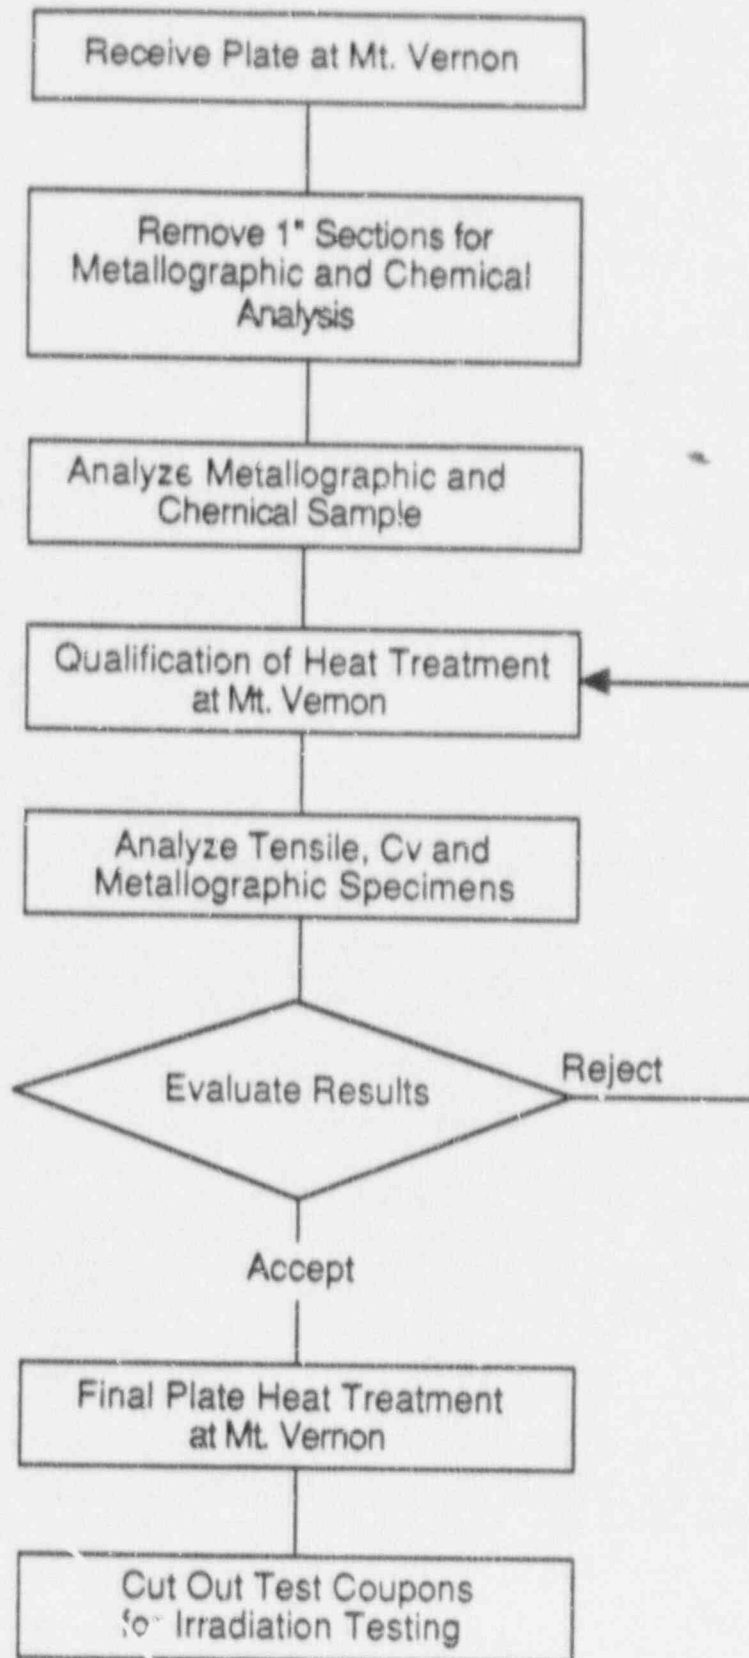 Receive Plate at Mt. Vernon
Remove 1" Sections for
Metallographic and Chemical
Analysis
Analyze Metallographic and
Chemical Sample
Qualification of Heat Treatment
at Mt. Vernon
Analyze Tensile, Cv and
Metallographic Specimens
Evaluate Results
Reject
Accept
Final Plate Heat Treatment
at Mt. Vernon
Cut Out Test Coupons
for Irradiation Testing